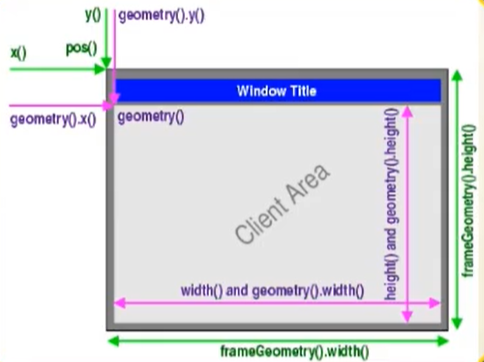 y()
geometry().y()
x()
pos()
Window Title
geometry().x()
geometry()
Client Area
height() and geometry().height()
frameGeometry().height()
width() and geometry().width()
frameGeometry().width()